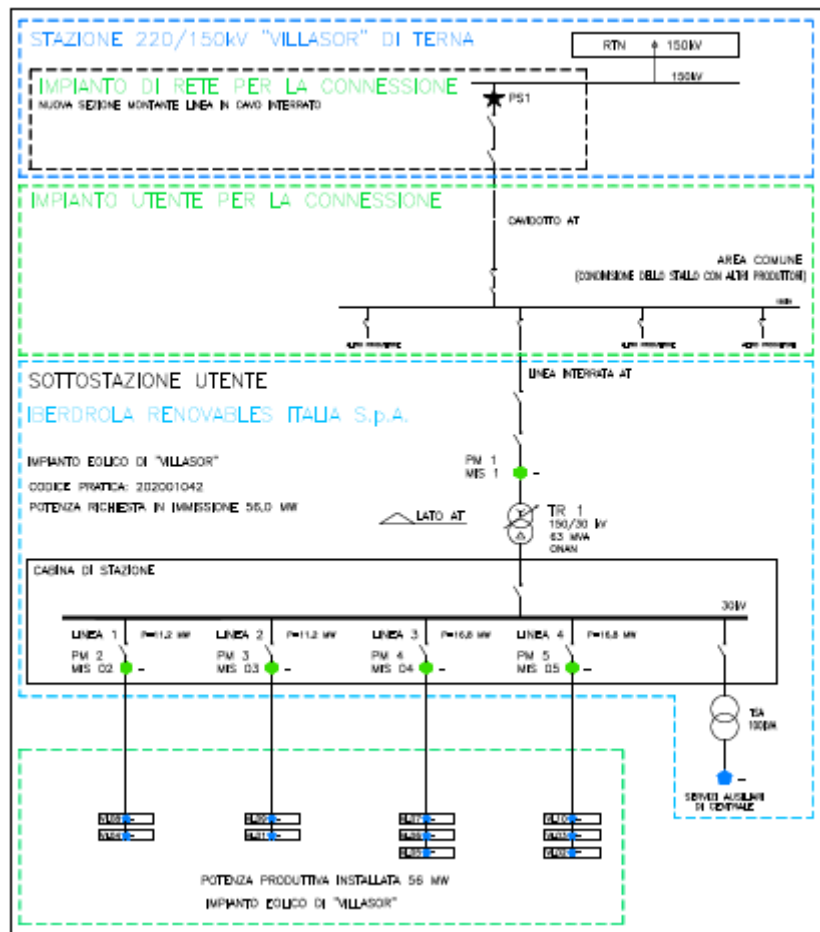 STAZIONE 220/150kV "VILLASOR" DI TERNA
RTN 150kV
150kV
IMPIANTO DI RETE PER LA CONNESSIONE
NUOVA SEZIONE MONTANTE LINEA IN CAVO INTERRATO
PS1
IMPIANTO UTENTE PER LA CONNESSIONE
CAVIDOTTO AT
AREA COMUNE
(CONDIVISIONE DELLO STALLO CON ALTRI PRODUTTORI)
LINEA INTERRATA AT
SOTTOSTAZIONE UTENTE
IBERDROLA RENOVABLES ITALIA S.p.A.
IMPIANTO EOLICO DI "VILLASOR"
CODICE PRATICA: 202001042
POTENZA RICHIESTA IN IMMISSIONE 56,0 MW
PM 1
MIS 1
LATO AT
TR 1
150/30 kV
63 MVA
ONAN
CABINA DI STAZIONE
30kV
LINEA 1 P=11,2 MW
PM 2
MIS 02
LINEA 2 P=11,2 MW
PM 3
MIS 03
LINEA 3 P=16,8 MW
PM 4
MIS 04
LINEA 4 P=16,8 MW
PM 5
MIS 05
TSA
100kVA
SERVIZI AUSILIARI
DI CENTRALE
POTENZA PRODUTTIVA INSTALLATA 56 MW
IMPIANTO EOLICO DI "VILLASOR"